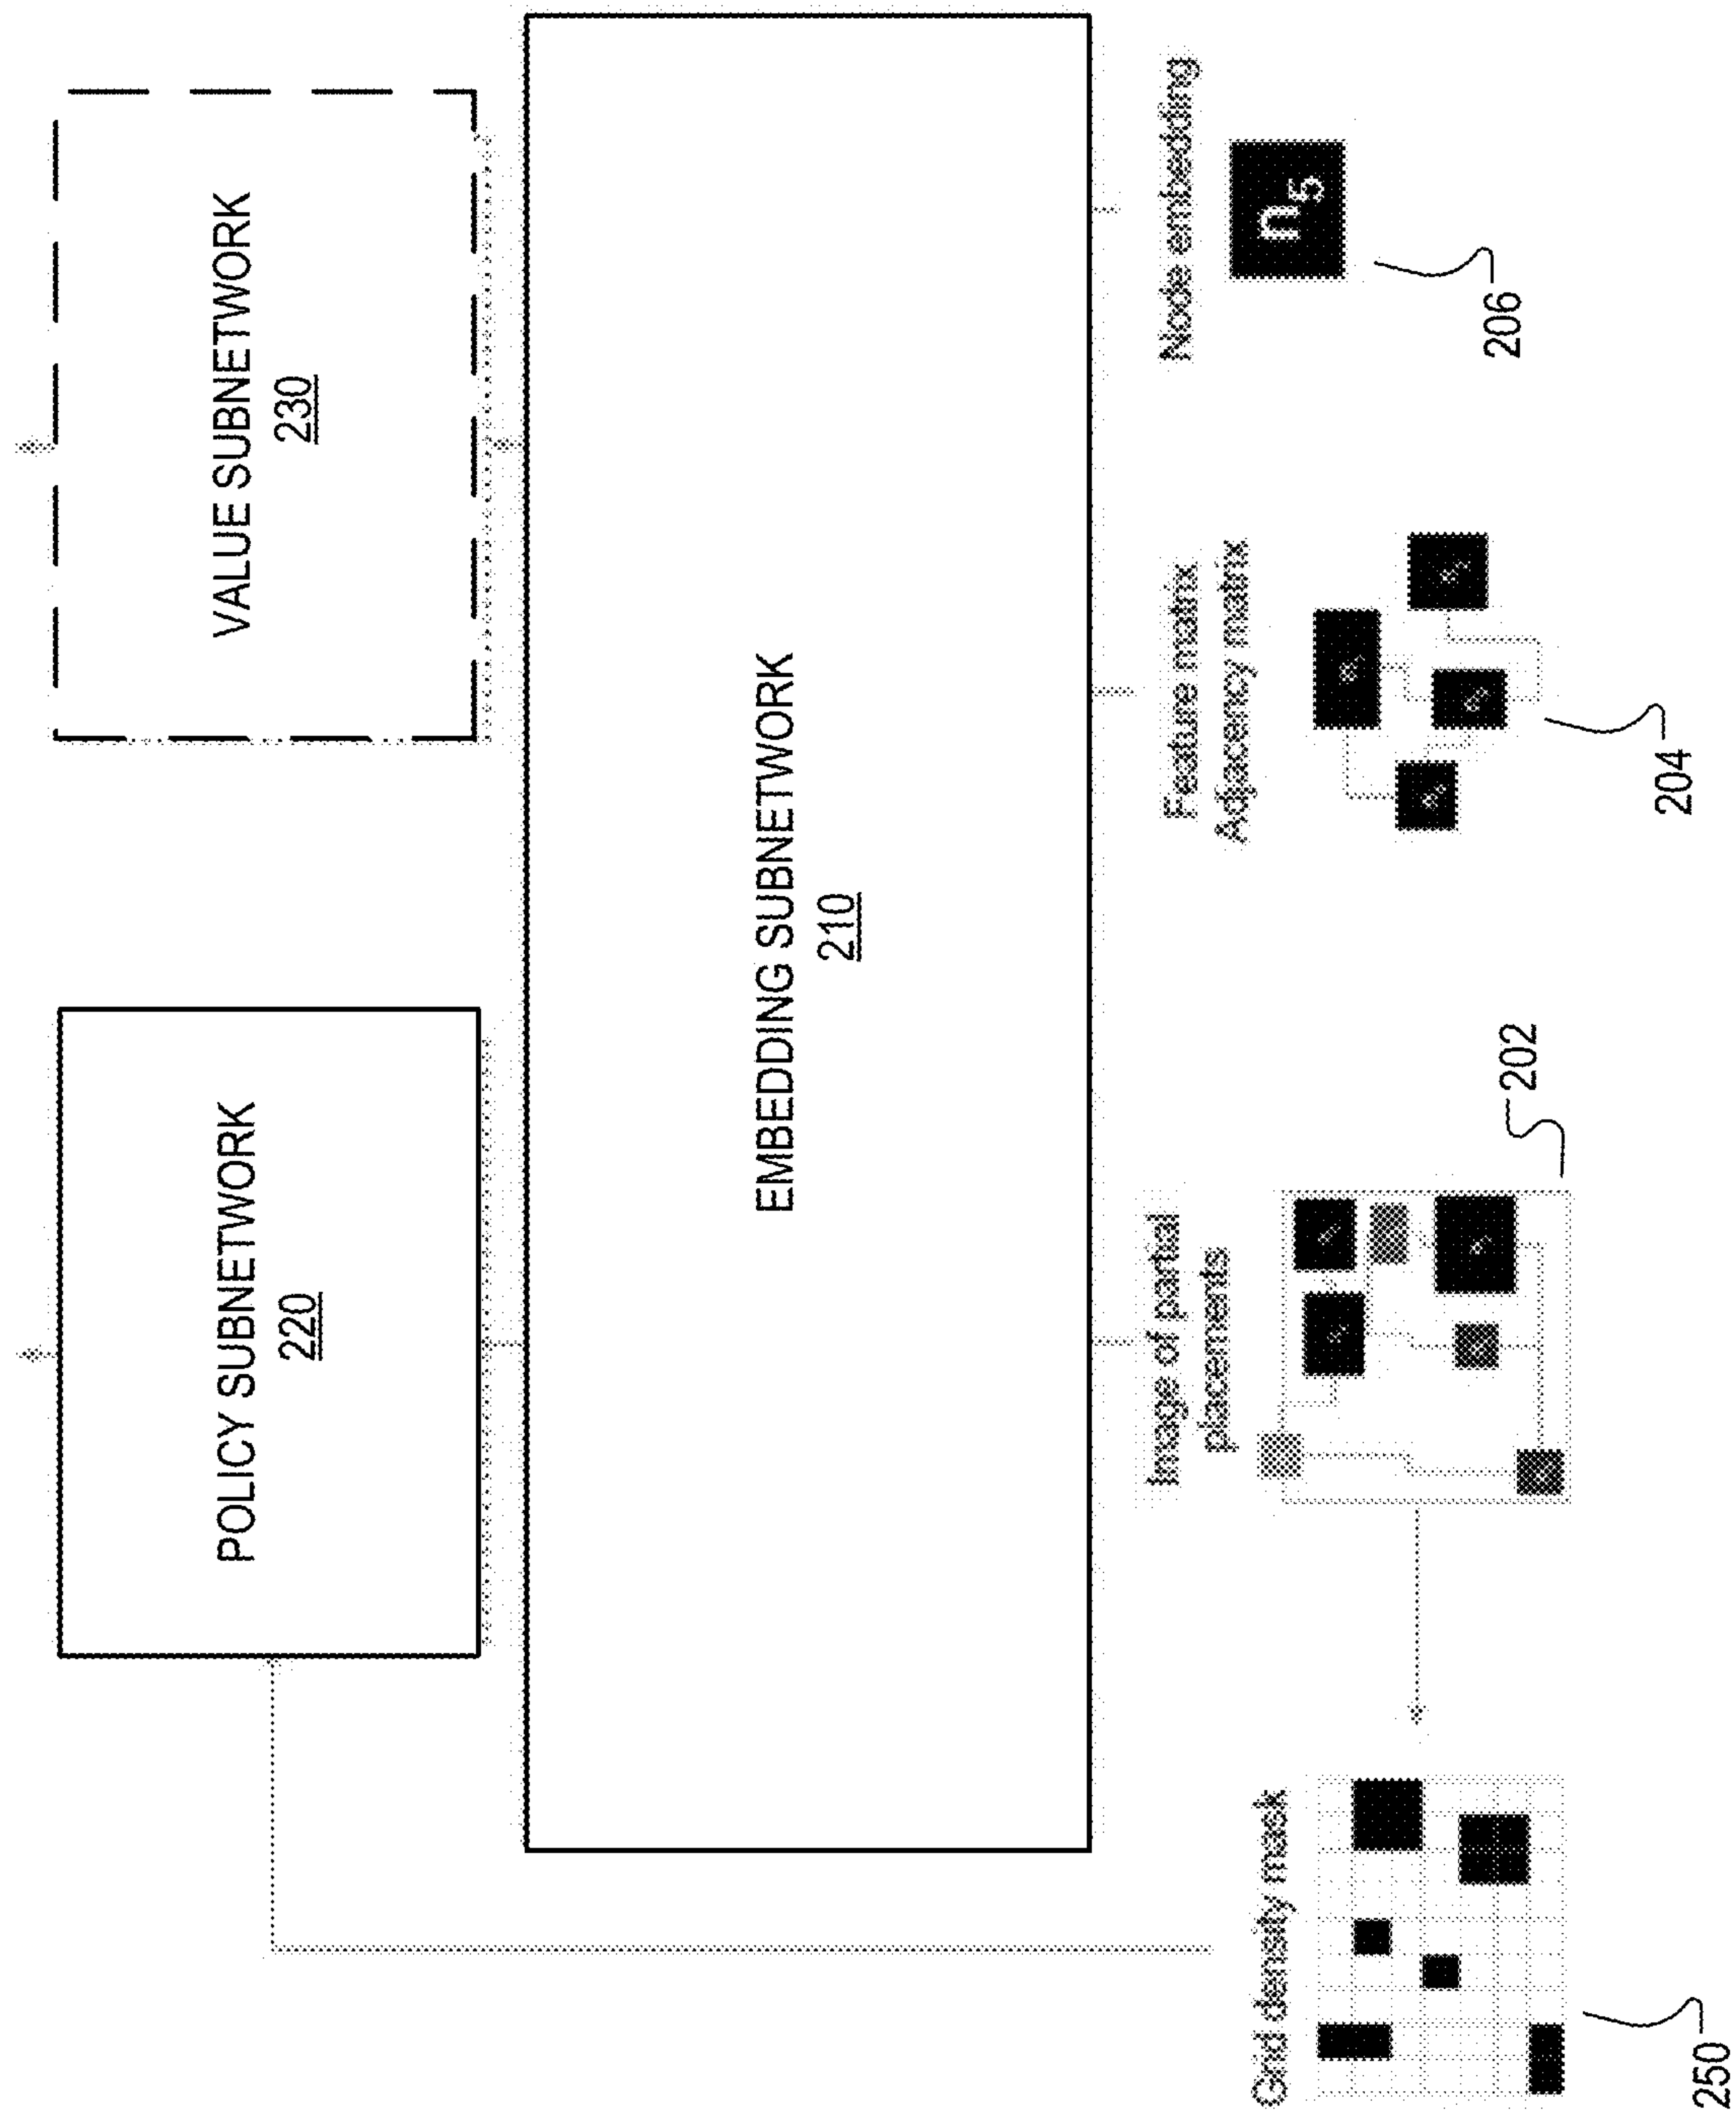 POLICY SUBNETWORK
220
VALUE SUBNETWORK
230
EMBEDDING SUBNETWORK
210
Grid density mask
250
Image of partial
placements
202
Feature matrix
Adjacency matrix
204
Node embedding
n5
206